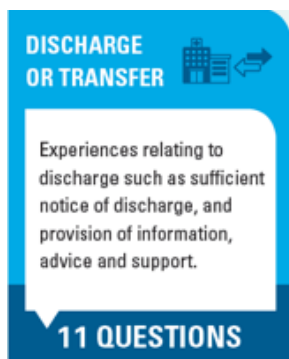 DISCHARGE
OR TRANSFER
Experiences relating to
discharge such as sufficient
notice of discharge, and
provision of information,
advice and support.
11 QUESTIONS